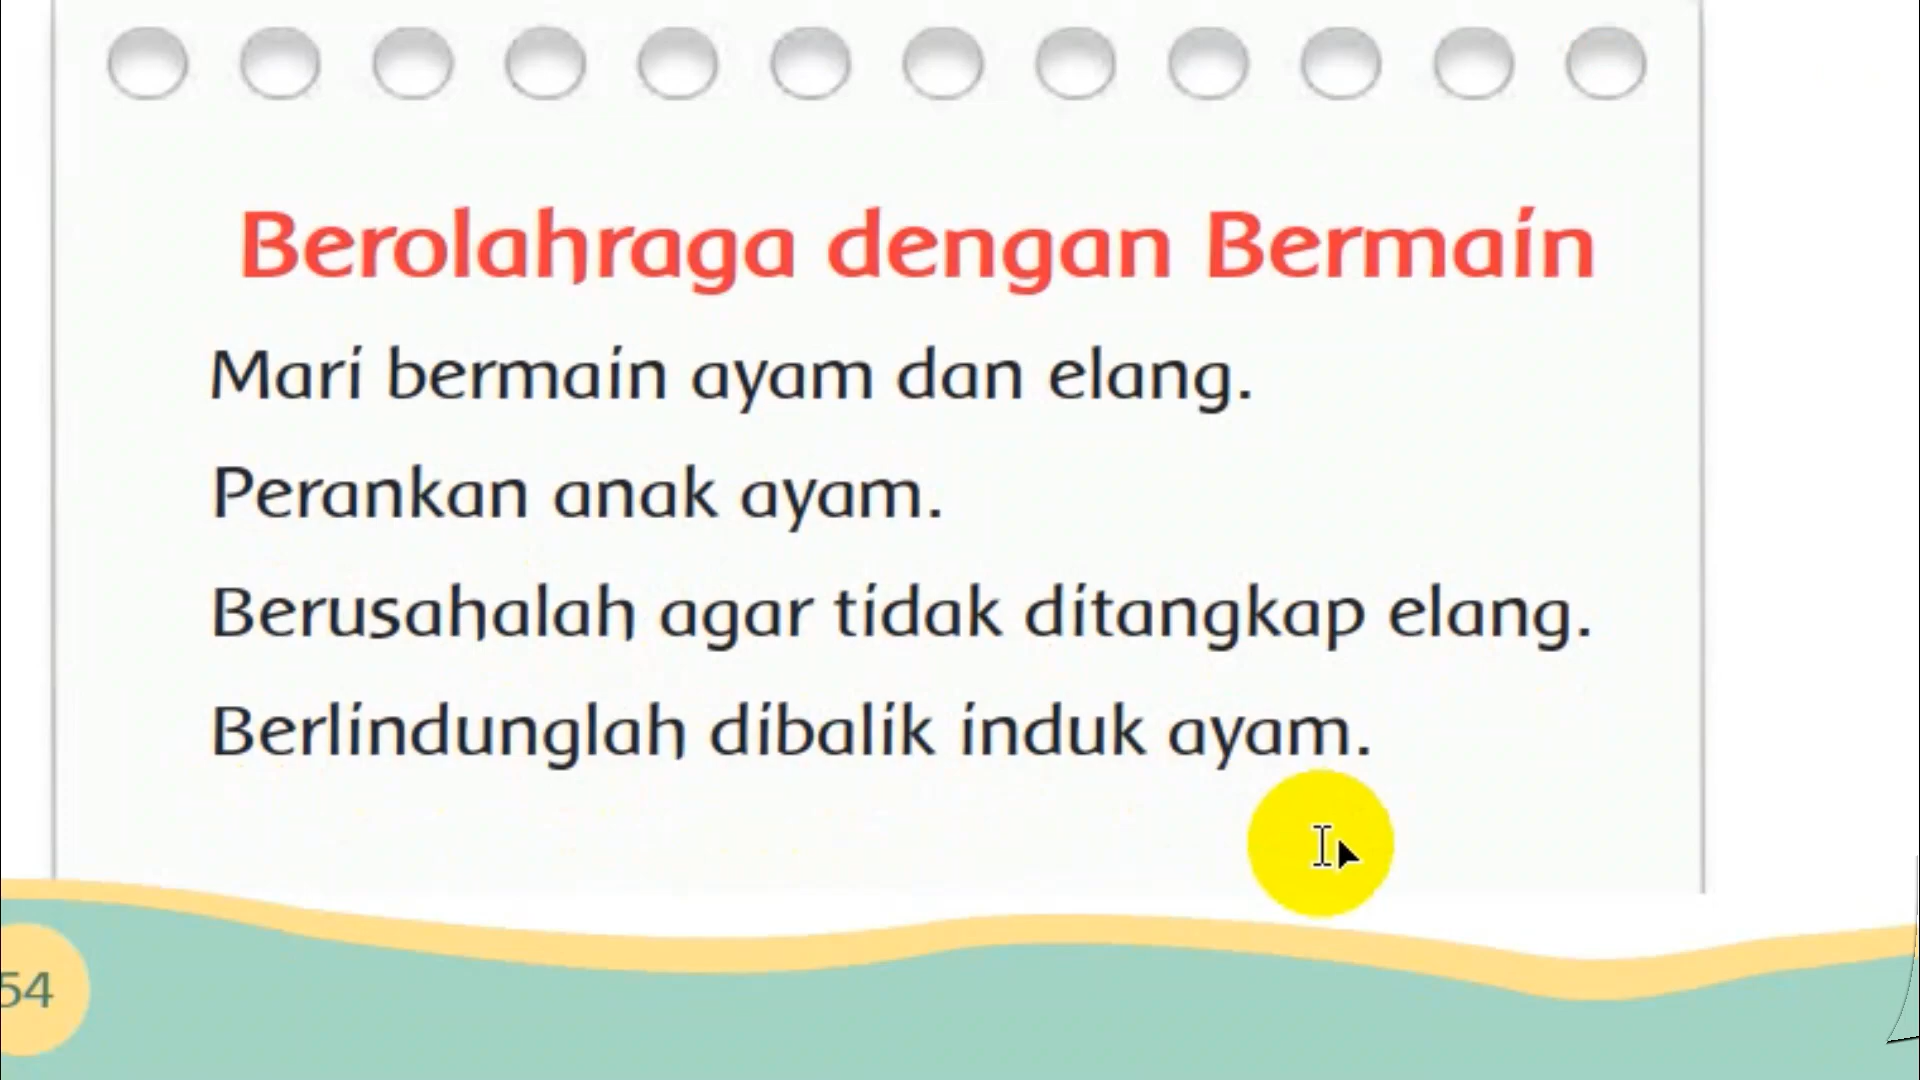 Berolahraga dengan Bermain
Mari bermain ayam dan elang.
Perankan anak ayam.
Berusahalah agar tidak ditangkap elang.
Berlindunglah dibalik induk ayam.
54